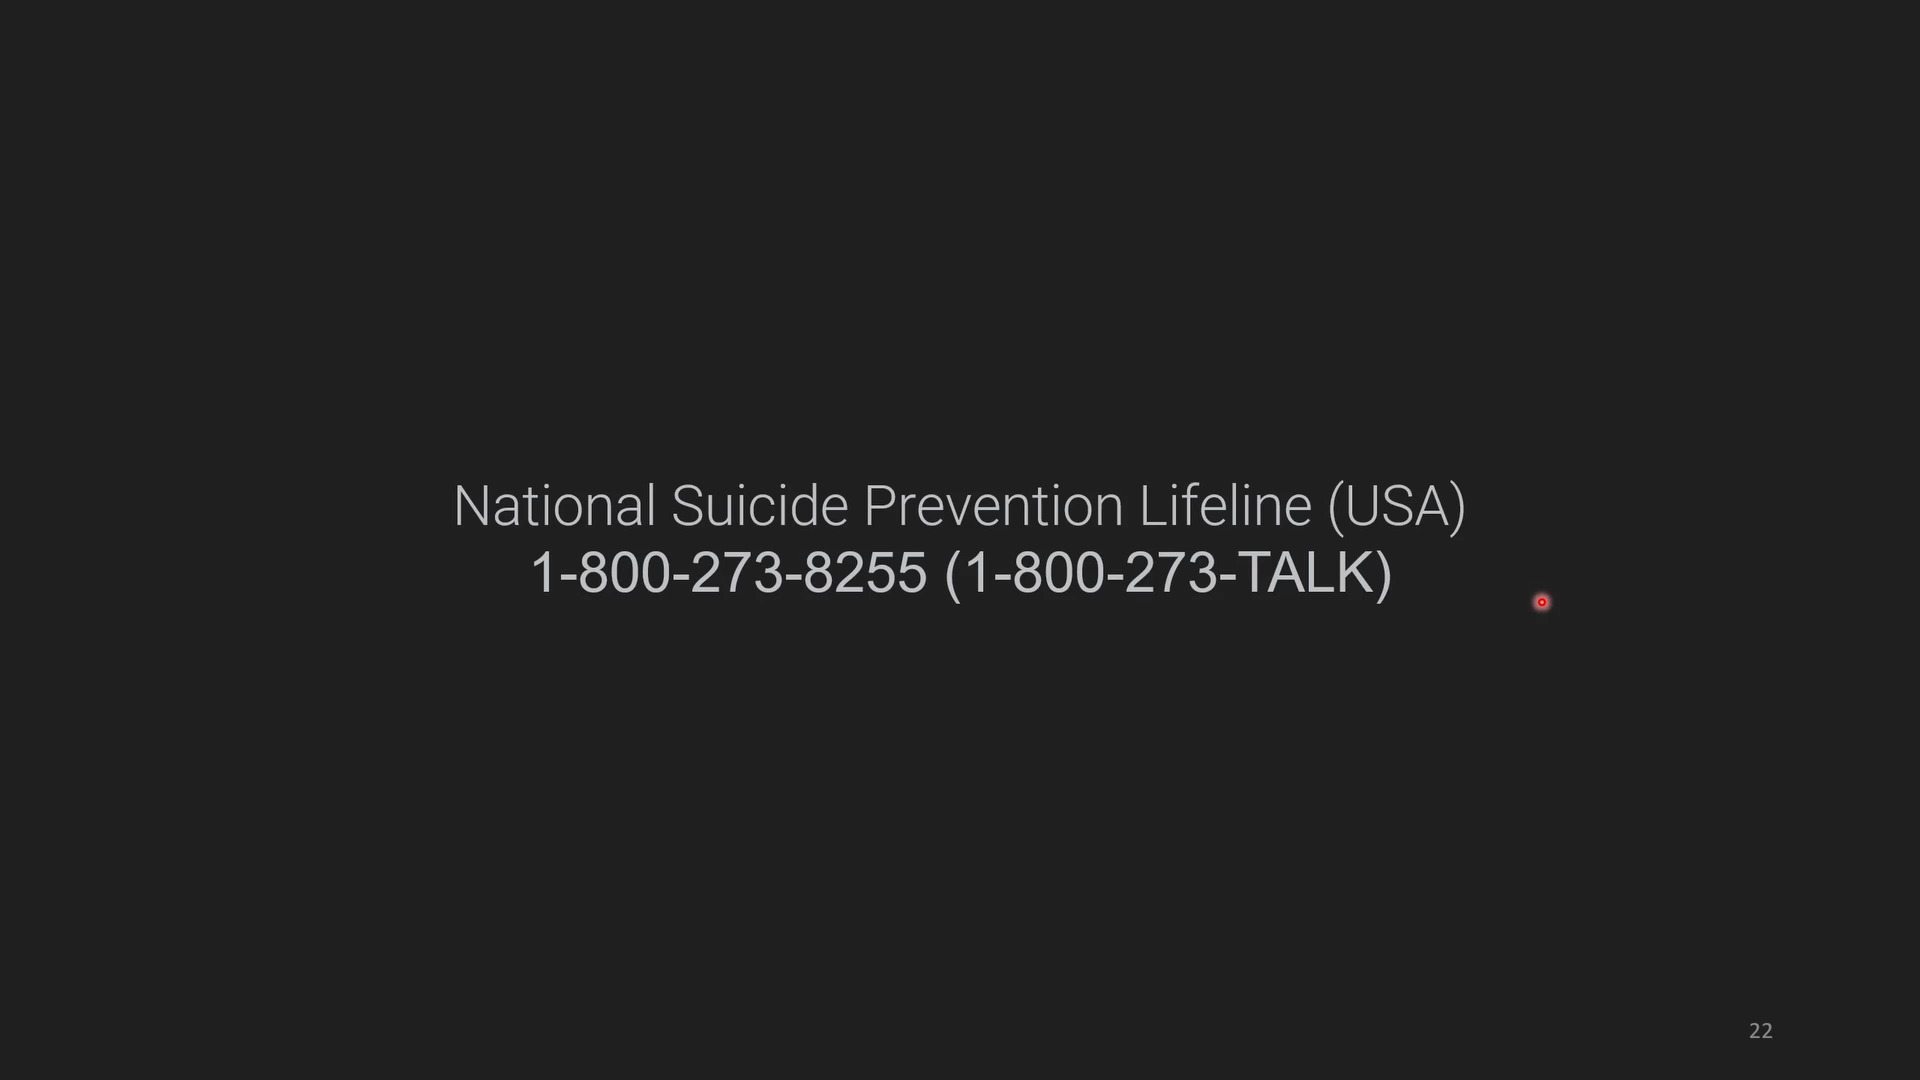 National Suicide Prevention Lifeline (USA)
1-800-273-8255 (1-800-273-TALK)
22